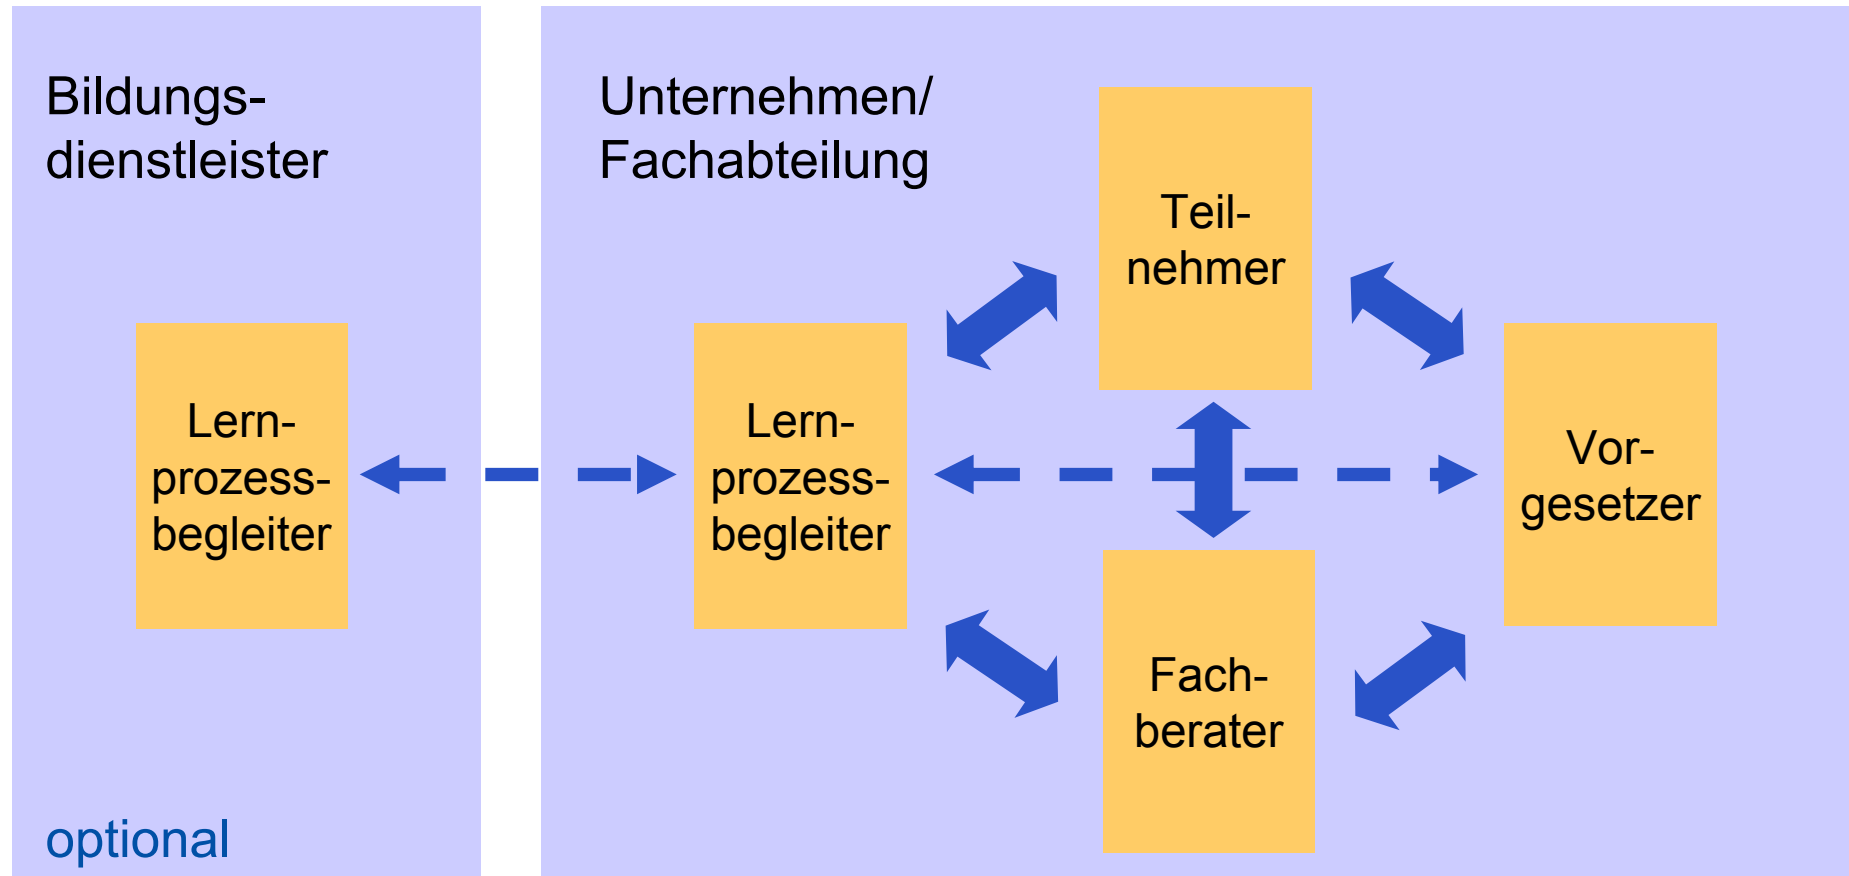 Bildungs-
dienstleister
Unternehmen/
Fachabteilung
Teil-
nehmer
Lern-
prozess-
begleiter
Lern-
prozess-
begleiter
Vor-
gesetzer
Fach-
berater
optional